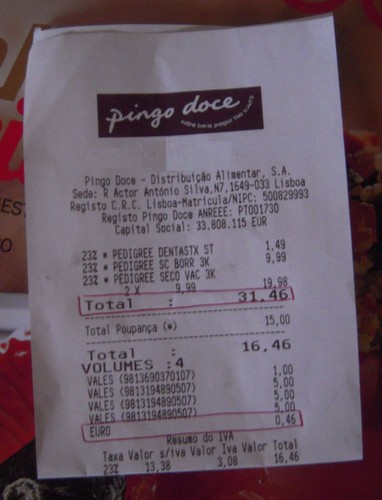 pingo doce
sabe bem pagar tão pouco
Pingo Doce - Distribuição Alimentar, S.A.
Sede: R Actor António Silva,N7,1649-033 Lisboa
Registo C.R.C. Lisboa-Matricula/NIPC: 500829993
Registo Pingo Doce ANREEE: PT001730
Capital Social: 33.808.115 EUR
23% * PEDIGREE DENTASTX ST 1,49
23% * PEDIGREE SC BORR 3K 9,99
23% * PEDIGREE SECO VAC 3K
2 X 9,99 19,98
Total : 31,46
Total Poupança (*) 15,00
Total : 16,46
VOLUMES :4
VALES (9813690370107) 1,00
VALES (9813194890507) 5,00
VALES (9813194890507) 5,00
VALES (9813194890507) 5,00
EURO 0,46
Resumo do IVA
Taxa Valor s/iva Valor Iva Valor Total
23% 13,38 3,08 16,46